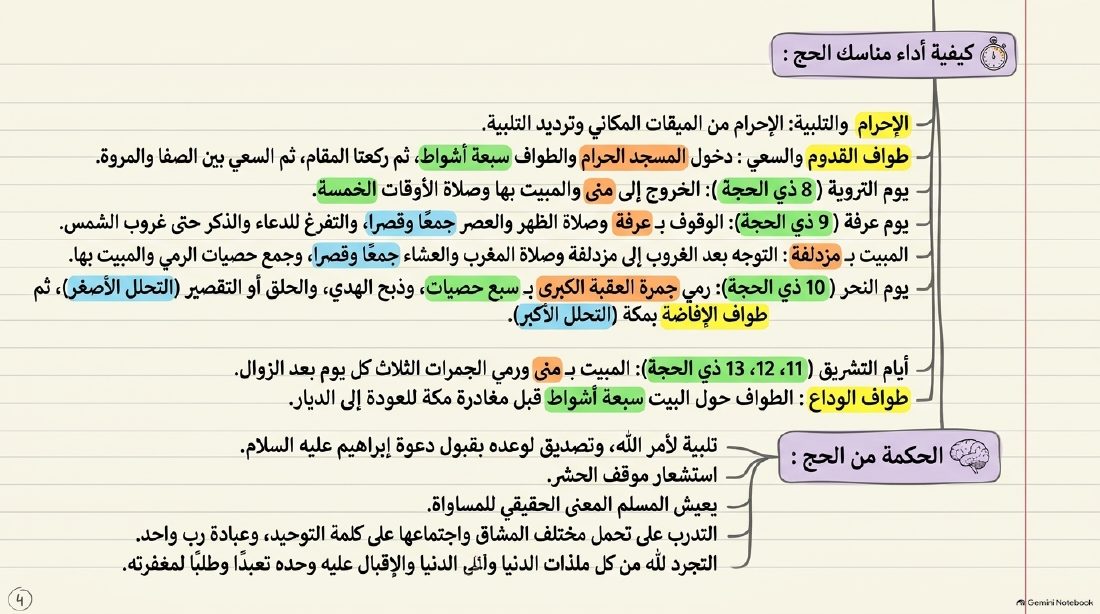 كيفية أداء مناسك الحج :
الإحرام والتلبية: الإحرام من الميقات المكاني وترديد التلبية.
طواف القدوم والسعي : دخول المسجد الحرام والطواف سبعة أشواط، ثم ركعتا المقام، ثم السعي بين الصفا والمروة.
يوم التروية (8 ذي الحجة ): الخروج إلى منى والمبيت بها وصلاة الأوقات الخمسة.
يوم عرفة (9 ذي الحجة): الوقوف بـ عرفة وصلاة الظهر والعصر جمعًا وقصرا، والتفرغ للدعاء والذكر حتى غروب الشمس.
المبيت بـ مزدلفة : التوجه بعد الغروب إلى مزدلفة وصلاة المغرب والعشاء جمعًا وقصرا، وجمع حصيات الرمي والمبيت بها.
يوم النحر (10 ذي الحجة): رمي جمرة العقبة الكبرى بـ سبع حصيات، وذبح الهدي، والحلق أو التقصير (التحلل الأصغر)، ثم
طواف الإفاضة بمكة (التحلل الأكبر).
أيام التشريق (11، 12، 13 ذي الحجة): المبيت بـ منى ورمي الجمرات الثلاث كل يوم بعد الزوال.
طواف الوداع : الطواف حول البيت سبعة أشواط قبل مغادرة مكة للعودة إلى الديار.
الحكمة من الحج :
تلبية لأمر الله، وتصديق لوعده بقبول دعوة إبراهيم عليه السلام.
استشعار موقف الحشر.
يعيش المسلم المعنى الحقيقي للمساواة.
التدرب على تحمل مختلف المشاق واجتماعها على كلمة التوحيد، وعبادة رب واحد.
التجرد لله من كل ملذات الدنيا الدنيا والإقبال عليه وحده تعبدًا وطلبًا لمغفرته.
4
Gemini Notebook